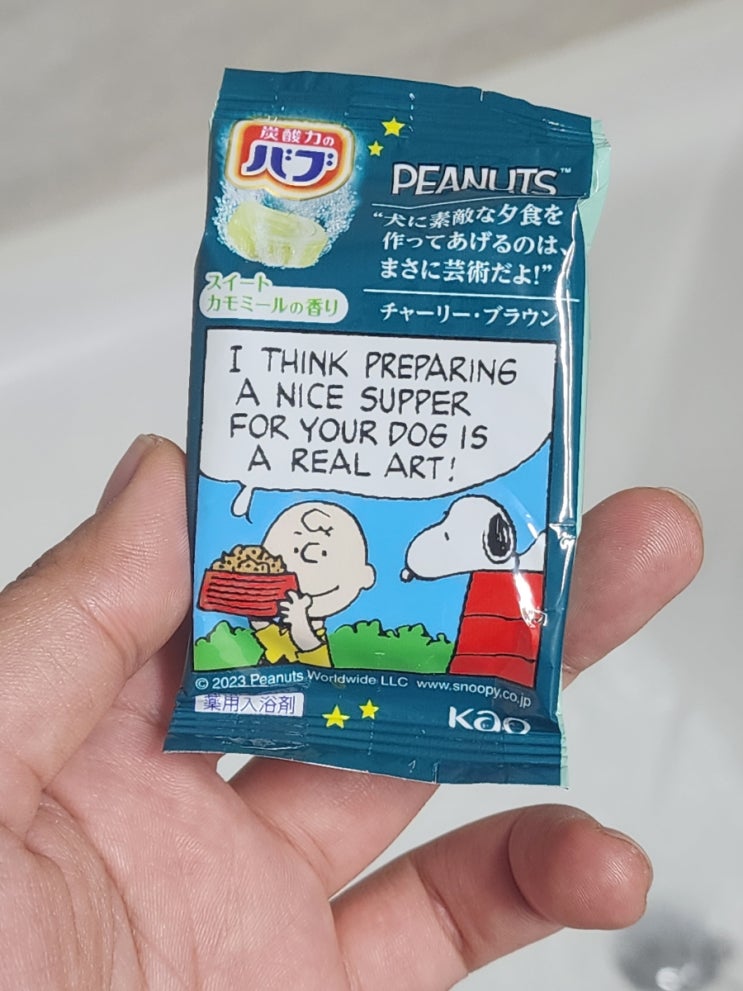 炭酸力の
バブ
PEANUTS™
“犬に素敵な夕食を
作ってあげるのは、
まさに芸術だよ!”
スイート
カモミールの香り
チャーリー・ブラウン
I THINK PREPARING
A NICE SUPPER
FOR YOUR DOG IS
A REAL ART!
© 2023 Peanuts Worldwide LLC www.snoopy.co.jp
薬用入浴剤
Kao